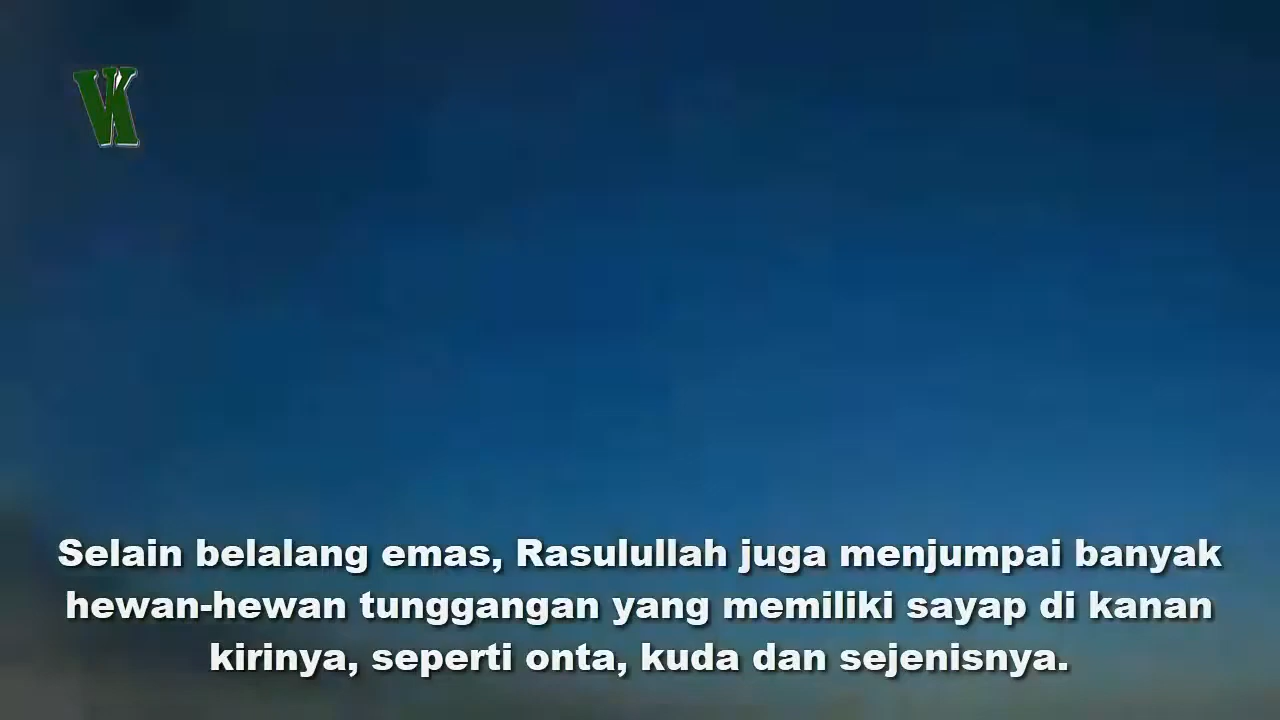 VK
Selain belalang emas, Rasulullah juga menjumpai banyak
hewan-hewan tunggangan yang memiliki sayap di kanan
kirinya, seperti onta, kuda dan sejenisnya.